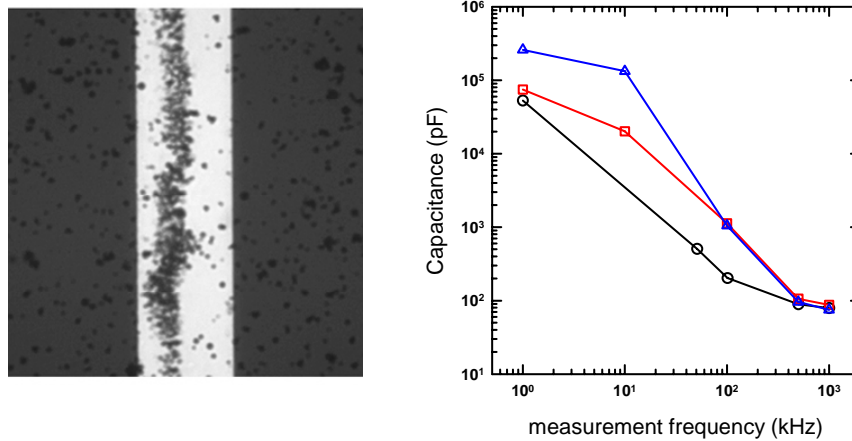 10⁶
10⁵
10⁴
10³
10²
10¹
Capacitance (pF)
10⁰ 10¹ 10² 10³
measurement frequency (kHz)